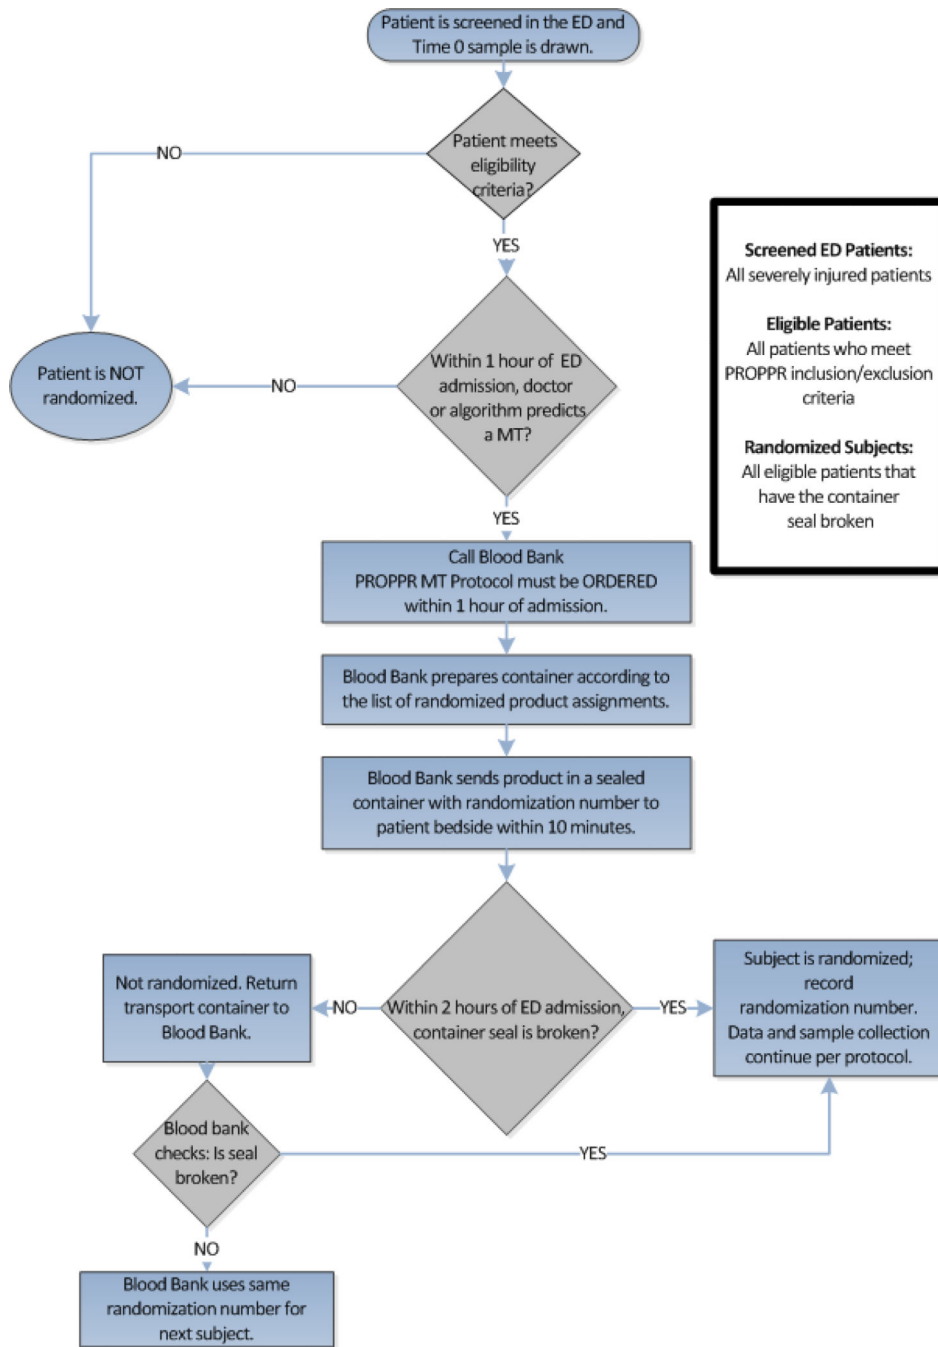 Patient is screened in the ED and
Time 0 sample is drawn.
Patient meets
eligibility
criteria?
NO
YES
Screened ED Patients:
All severely injured patients
Eligible Patients:
All patients who meet
PROPPR inclusion/exclusion
criteria
Randomized Subjects:
All eligible patients that
have the container
seal broken
Within 1 hour of ED
admission, doctor
or algorithm predicts
a MT?
NO
Patient is NOT
randomized.
YES
Call Blood Bank
PROPPR MT Protocol must be ORDERED
within 1 hour of admission.
Blood Bank prepares container according to
the list of randomized product assignments.
Blood Bank sends product in a sealed
container with randomization number to
patient bedside within 10 minutes.
Within 2 hours of ED admission,
container seal is broken?
NO
YES
Not randomized. Return
transport container to
Blood Bank.
Subject is randomized;
record
randomization number.
Data and sample collection
continue per protocol.
Blood bank
checks: Is seal
broken?
YES
NO
Blood Bank uses same
randomization number for
next subject.